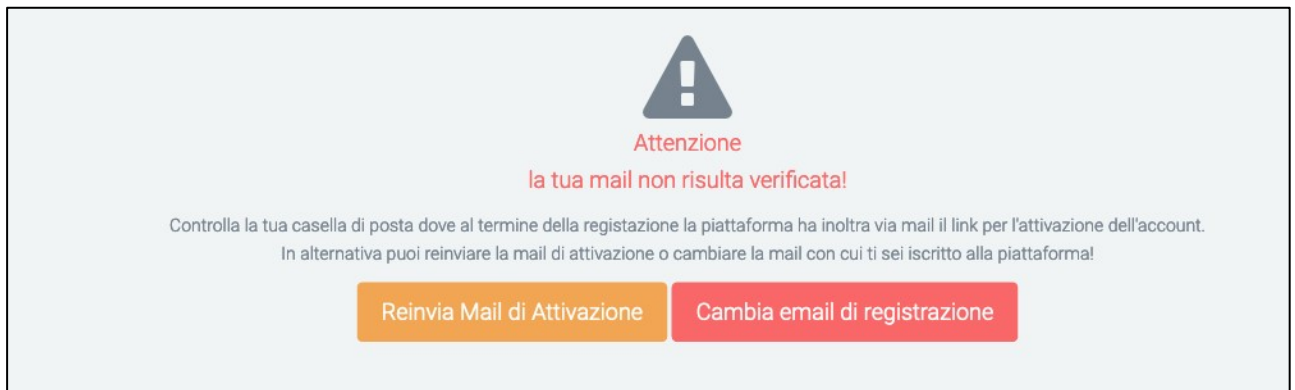 Attenzione
la tua mail non risulta verificata!
Controlla la tua casella di posta dove al termine della registazione la piattaforma ha inoltra via mail il link per l'attivazione dell'account.
In alternativa puoi reinviare la mail di attivazione o cambiare la mail con cui ti sei iscritto alla piattaforma!
Reinvia Mail di Attivazione
Cambia email di registrazione